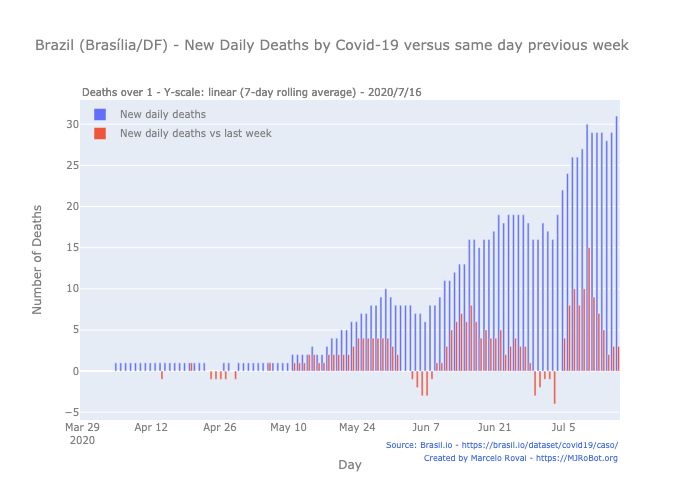 Brazil (Brasília/DF) - New Daily Deaths by Covid-19 versus same day previous week
Deaths over 1 - Y-scale: linear (7-day rolling average) - 2020/7/16
New daily deaths
New daily deaths vs last week
Number of Deaths
30
25
20
15
10
5
0
−5
Mar 29 Apr 12 Apr 26 May 10 May 24 Jun 7 Jun 21 Jul 5
2020
Source: Brasil.io - https://brasil.io/dataset/covid19/caso/
Created by Marcelo Rovai - https://MJRoBot.org
Day